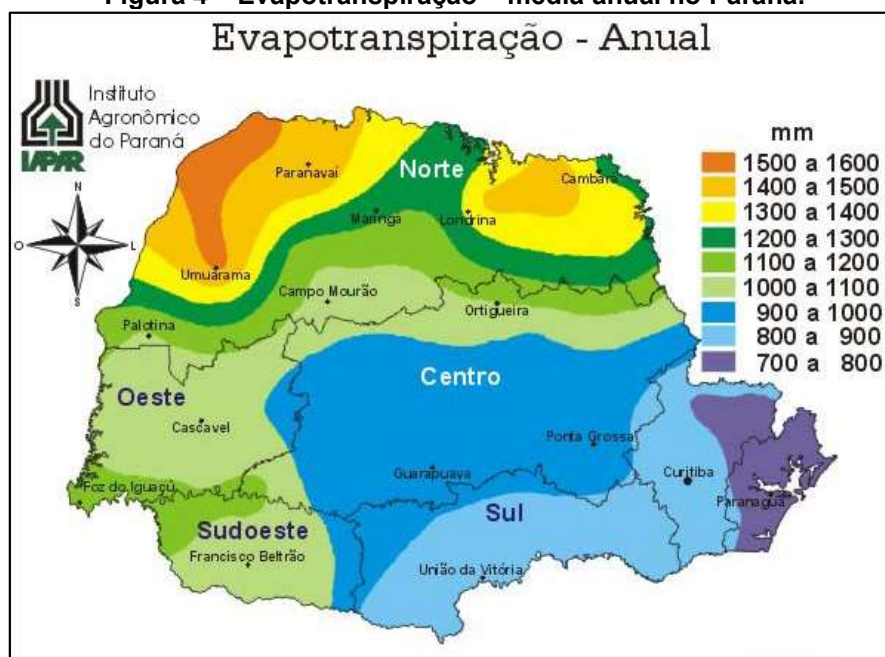 Figura 4 – Evapotranspiração – média anual no Paraná.
Evapotranspiração - Anual
Instituto
Agronômico
do Paraná
IAPAR
N
O
L
S
mm
1500 a 1600
1400 a 1500
1300 a 1400
1200 a 1300
1100 a 1200
1000 a 1100
900 a 1000
800 a 900
700 a 800
Norte
Paranavaí
Cambará
Maringá
Londrina
Umuarama
Campo Mourão
Ortigueira
Palotina
Centro
Oeste
Cascavel
Ponta Grossa
Guarapuava
Curitiba
Foz do Iguaçú
Paranaguá
Sudoeste
Sul
Francisco Beltrão
União da Vitória